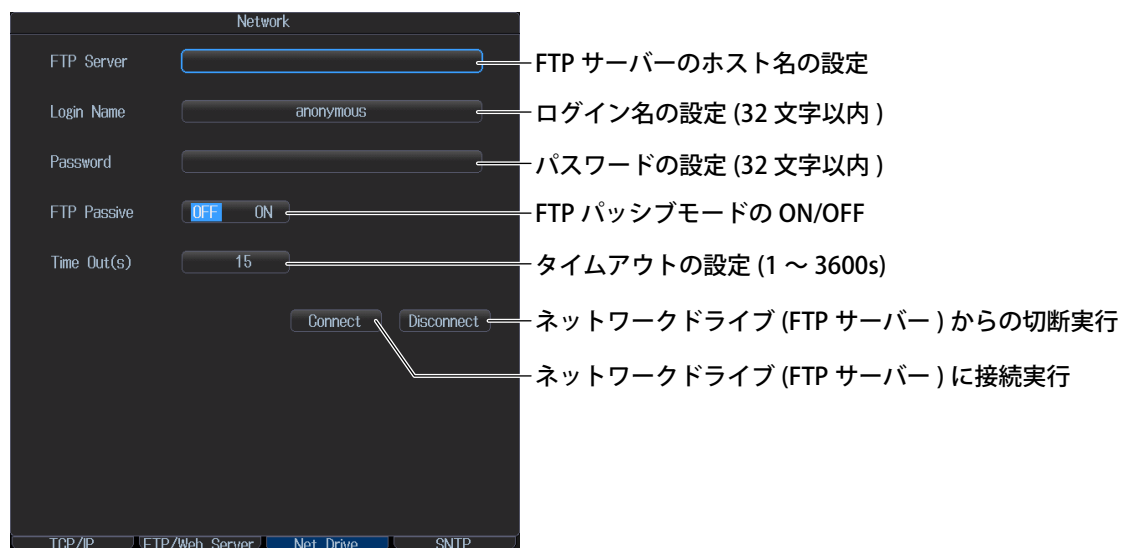 Network
FTP Server
FTP サーバーのホスト名の設定
Login Name
anonymous
ログイン名の設定 (32 文字以内 )
Password
パスワードの設定 (32 文字以内 )
FTP Passive
OFF ON
FTP パッシブモードの ON/OFF
Time Out(s)
15
タイムアウトの設定 (1 ～ 3600s)
Connect Disconnect
ネットワークドライブ (FTP サーバー ) からの切断実行
ネットワークドライブ (FTP サーバー ) に接続実行
TCP/IP FTP/Web Server Net Drive SNTP